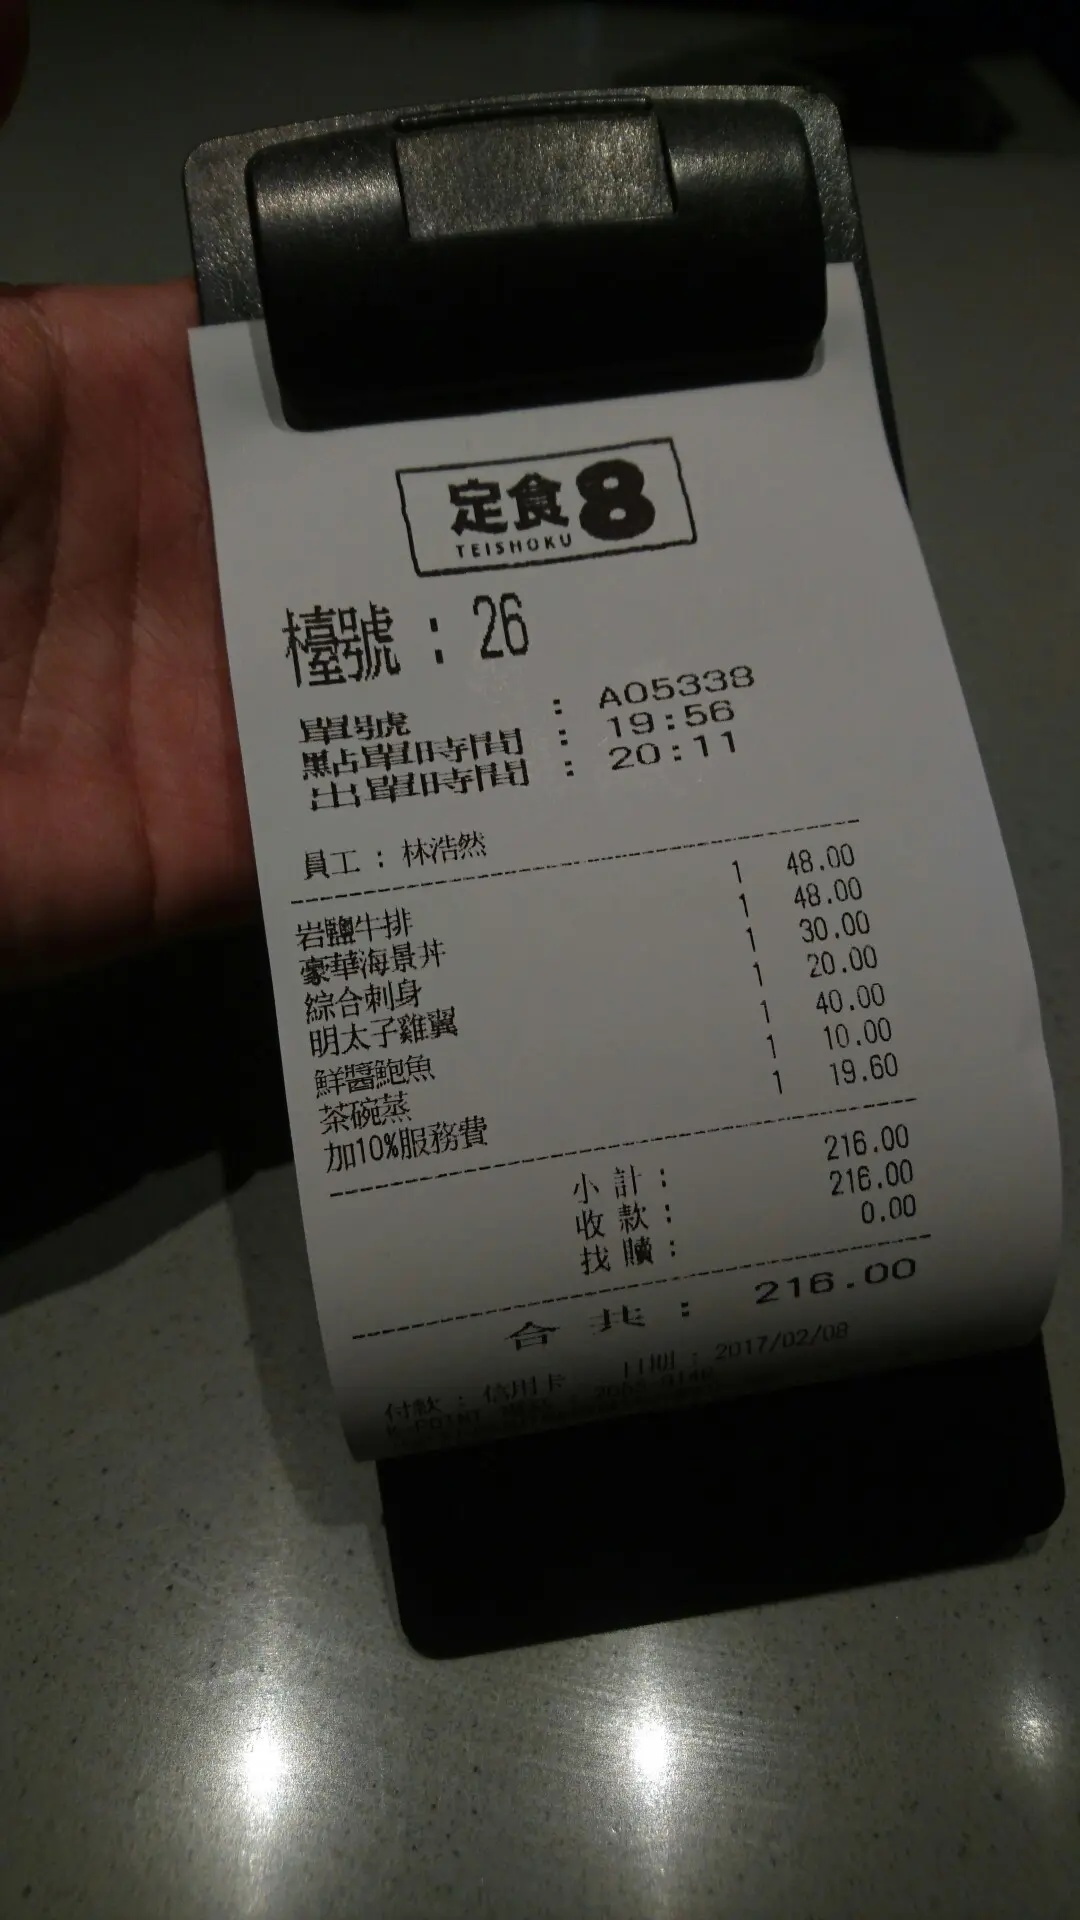 定食8
TEISHOKU
檯號 : 26
單號 : A05338
點單時間 : 19:56
出單時間 : 20:11
員工 : 林浩然
岩鹽牛排 1 48.00
豪華海景丼 1 48.00
綜合刺身 1 30.00
明太子雞翼 1 20.00
鮮醬鮑魚 1 40.00
茶碗蒸 1 10.00
加10%服務費 1 19.60
小計 : 216.00
收款 : 216.00
找贖 : 0.00
合共 : 216.00
付款 : 信用卡 日期 : 2017/02/08